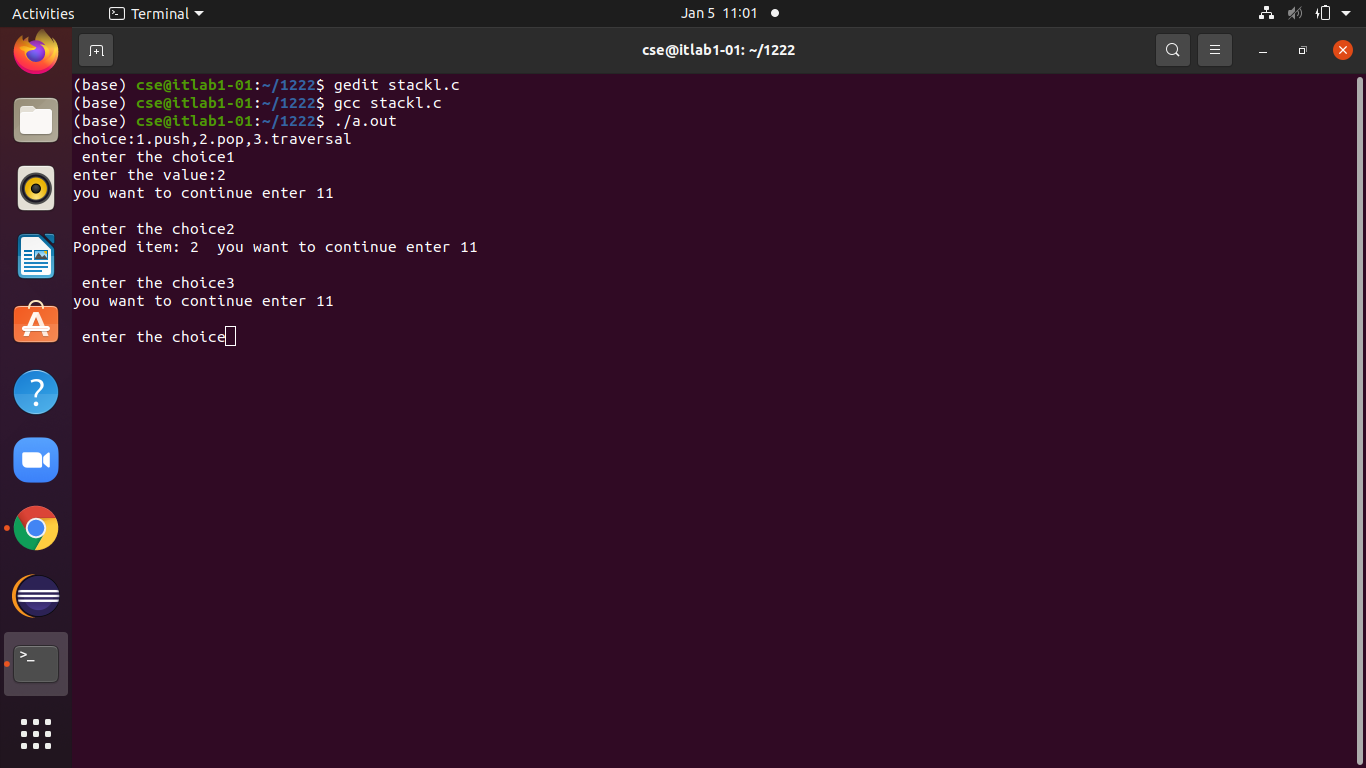 Activities
Terminal
Jan 5 11:01
cse@itlab1-01: ~/1222
(base) cse@itlab1-01:~/1222$ gedit stackl.c
(base) cse@itlab1-01:~/1222$ gcc stackl.c
(base) cse@itlab1-01:~/1222$ ./a.out
choice:1.push,2.pop,3.traversal
 enter the choice1
enter the value:2
you want to continue enter 11
 enter the choice2
Popped item: 2  you want to continue enter 11
 enter the choice3
you want to continue enter 11
 enter the choice